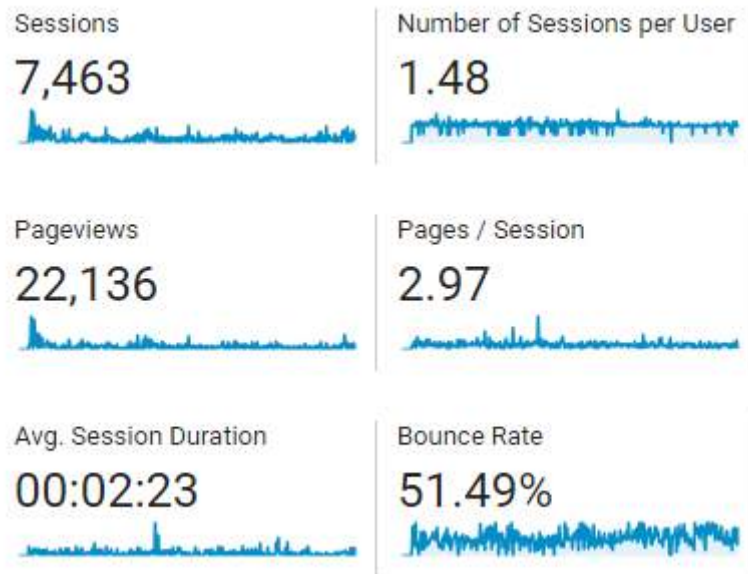 Sessions
7,463
Number of Sessions per User
1.48
Pageviews
22,136
Pages / Session
2.97
Avg. Session Duration
00:02:23
Bounce Rate
51.49%